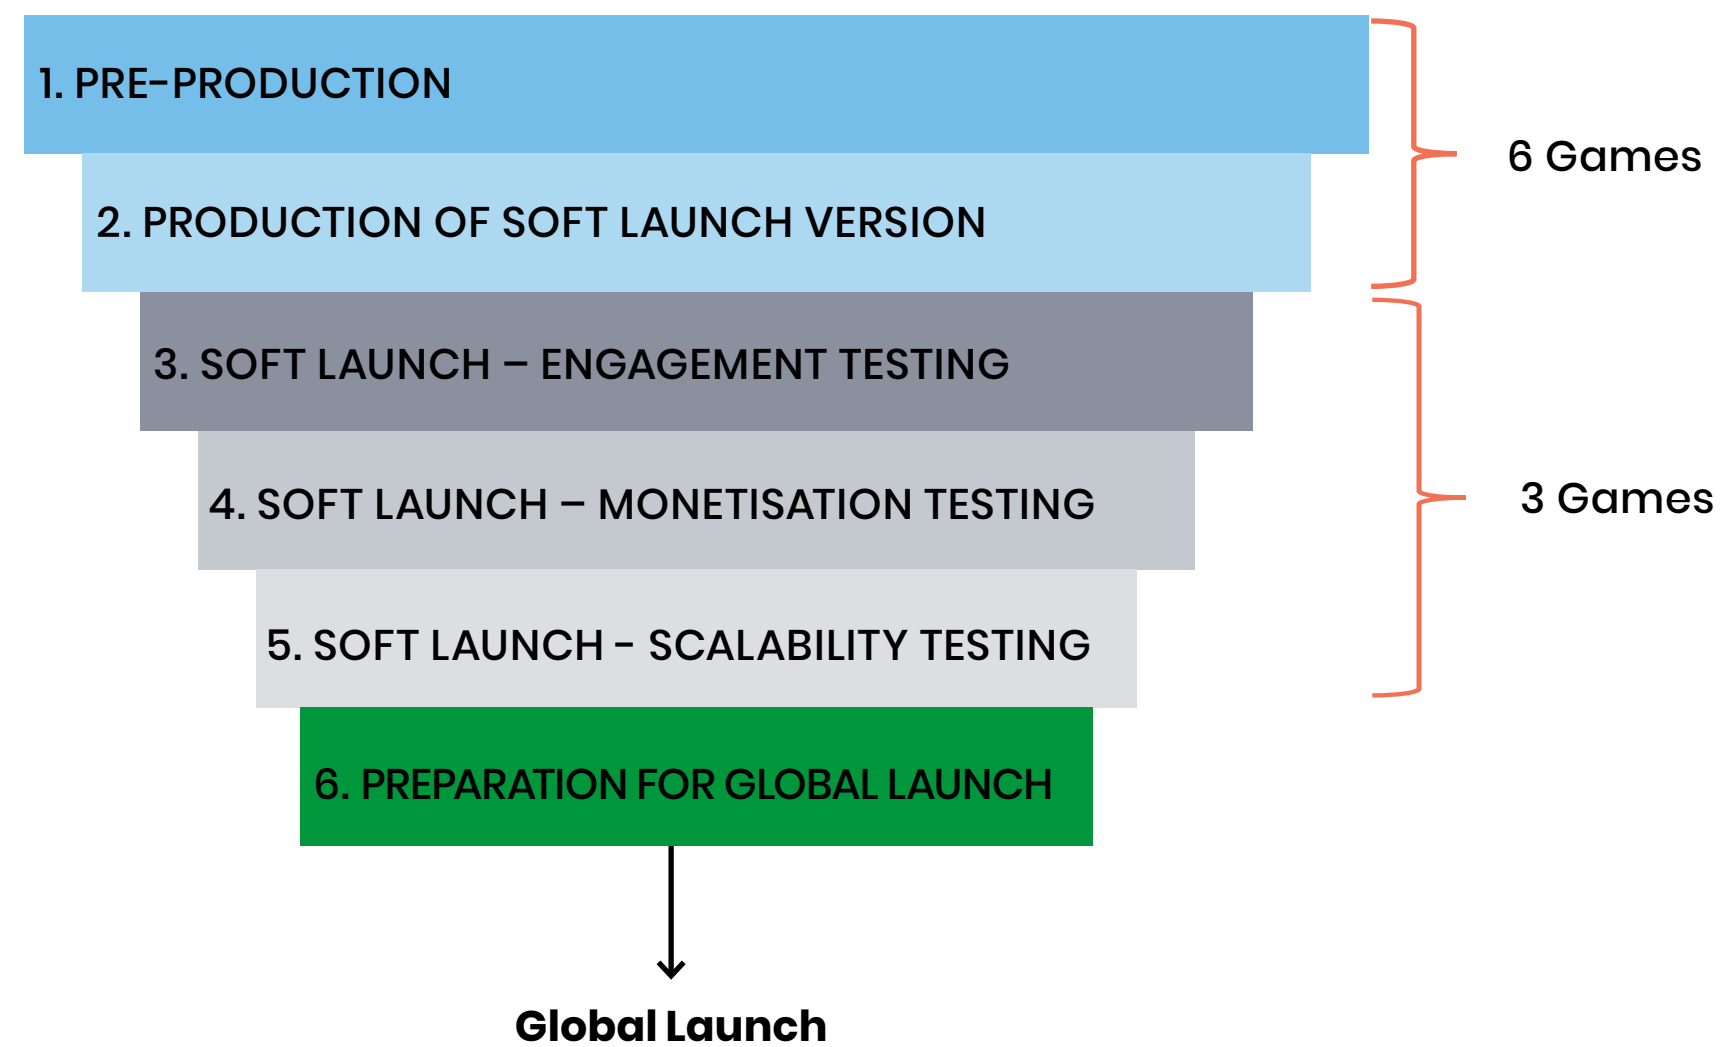 1. PRE-PRODUCTION
6 Games
2. PRODUCTION OF SOFT LAUNCH VERSION
3. SOFT LAUNCH – ENGAGEMENT TESTING
4. SOFT LAUNCH – MONETISATION TESTING
3 Games
5. SOFT LAUNCH - SCALABILITY TESTING
6. PREPARATION FOR GLOBAL LAUNCH
Global Launch